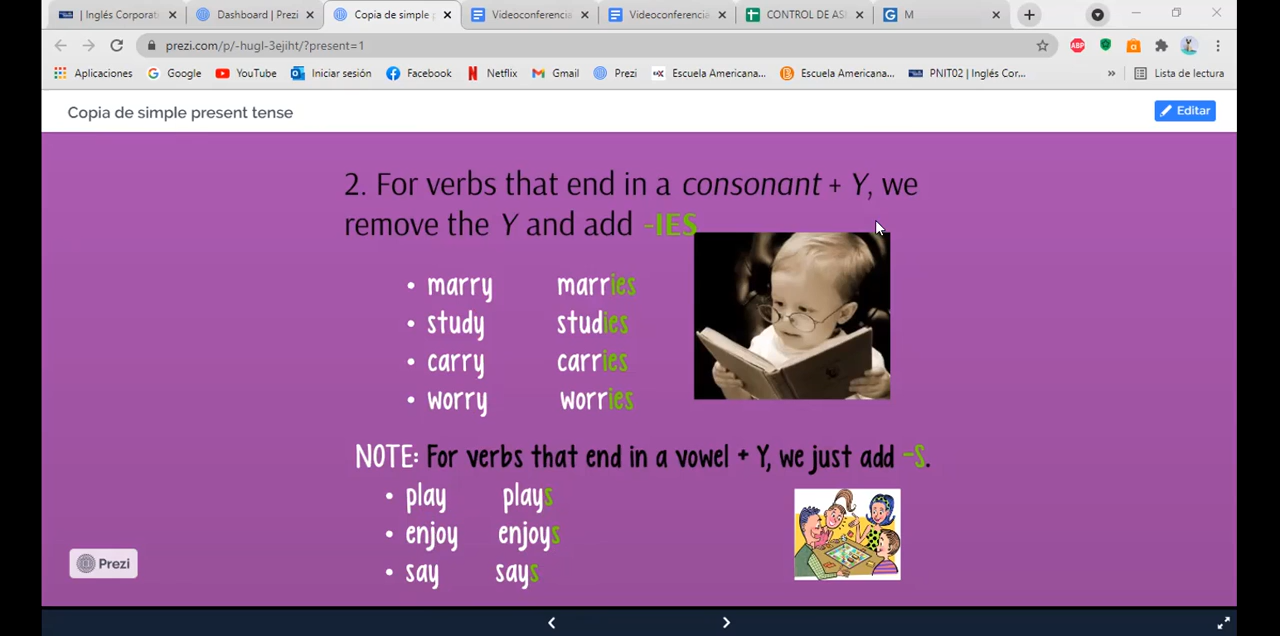 | Inglés Corporat
Dashboard | Prezi
Copia de simple p
Videoconferencia
Videoconferencia
CONTROL DE AS
M
prezi.com/p/-hugl-3ejiht/?present=1
ABP
Aplicaciones Google YouTube Iniciar sesión Facebook Netflix Gmail Prezi Escuela Americana... Escuela Americana... PNIT02 | Inglés Cor... » Lista de lectura
Copia de simple present tense
Editar
2. For verbs that end in a consonant + Y, we
remove the Y and add -IES
• marry marries
• study studies
• carry carries
• worry worries
NOTE: For verbs that end in a vowel + Y, we just add -S.
• play plays
• enjoy enjoys
• say says
Prezi